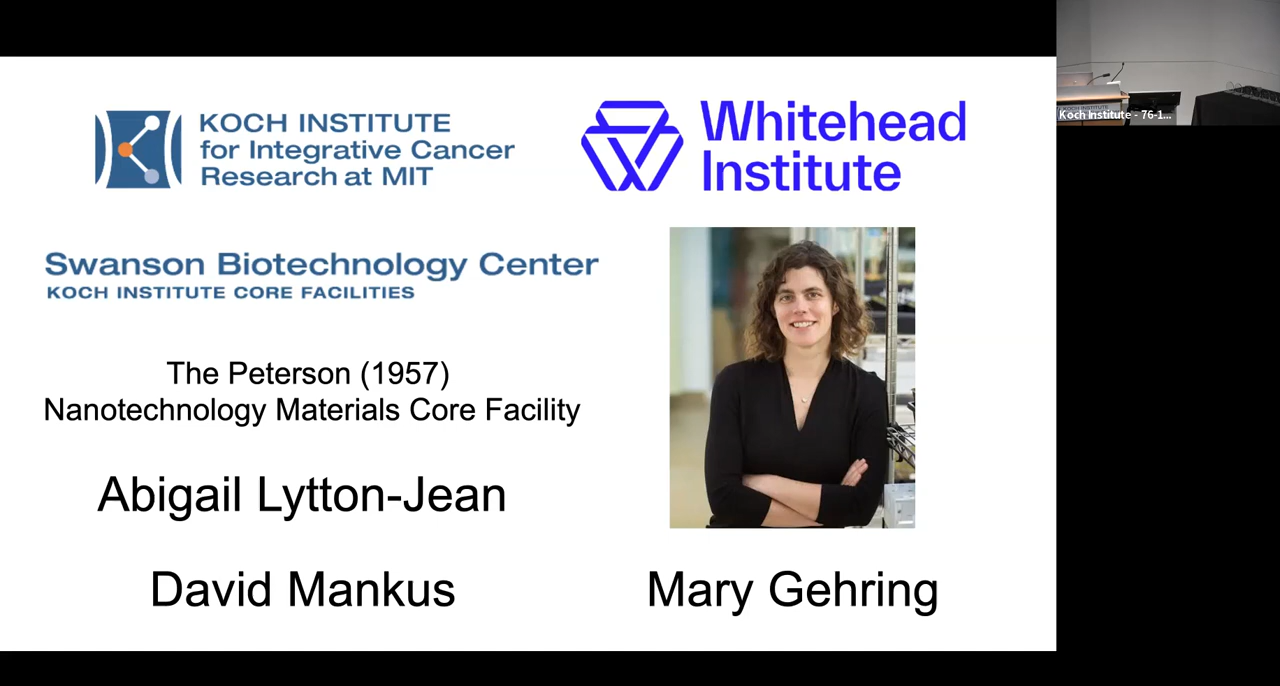 KOCH INSTITUTE
for Integrative Cancer
Research at MIT
Whitehead
Institute
Swanson Biotechnology Center
KOCH INSTITUTE CORE FACILITIES
The Peterson (1957)
Nanotechnology Materials Core Facility
Abigail Lytton-Jean
David Mankus
Mary Gehring
Koch Institute - 76-1...